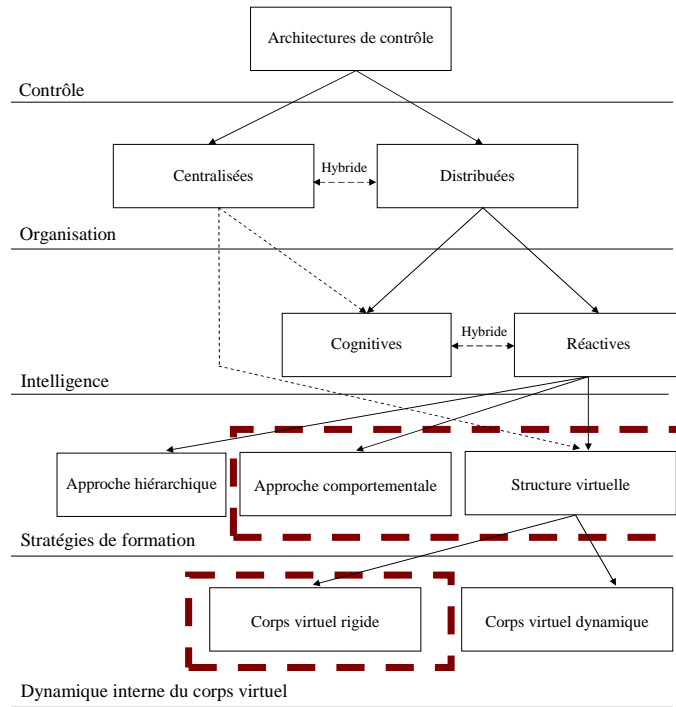 Architectures de contrôle
Contrôle
Hybride
Centralisées
Distribuées
Organisation
Hybride
Cognitives
Réactives
Intelligence
Approche hiérarchique
Approche comportementale
Structure virtuelle
Stratégies de formation
Corps virtuel rigide
Corps virtuel dynamique
Dynamique interne du corps virtuel